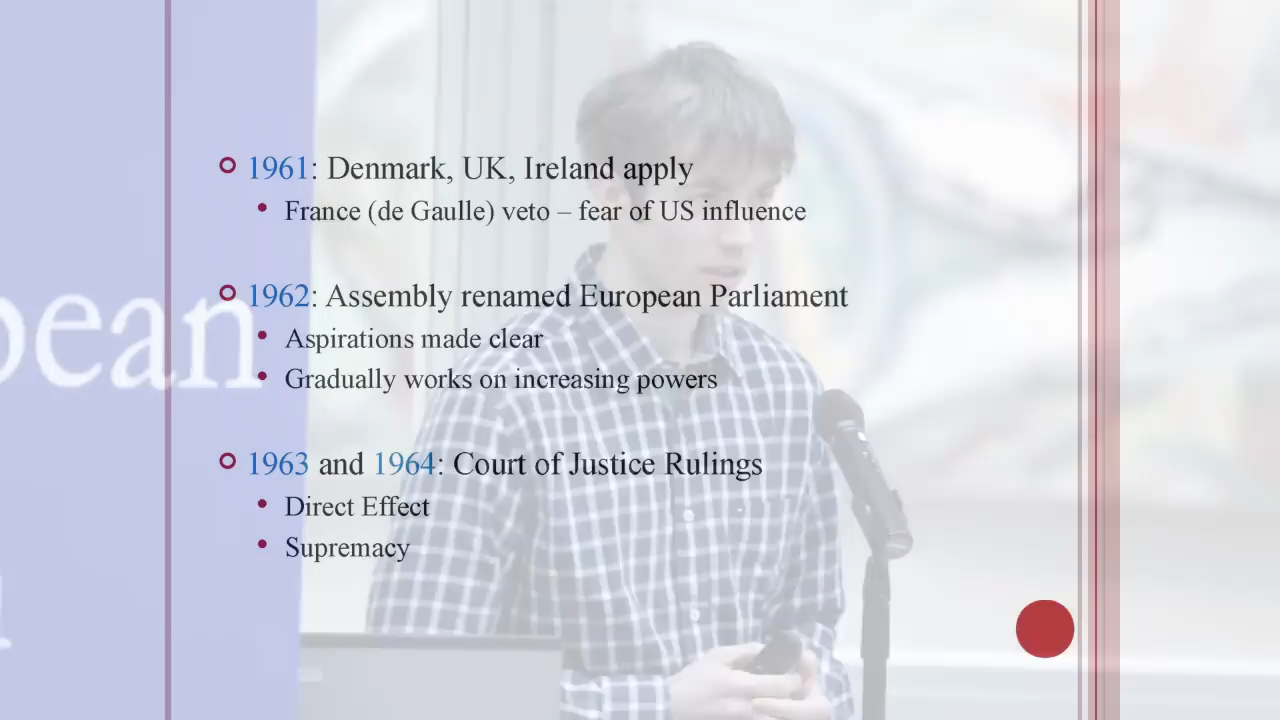 1961: Denmark, UK, Ireland apply
France (de Gaulle) veto – fear of US influence
1962: Assembly renamed European Parliament
pean
Aspirations made clear
Gradually works on increasing powers
1963 and 1964: Court of Justice Rulings
Direct Effect
Supremacy